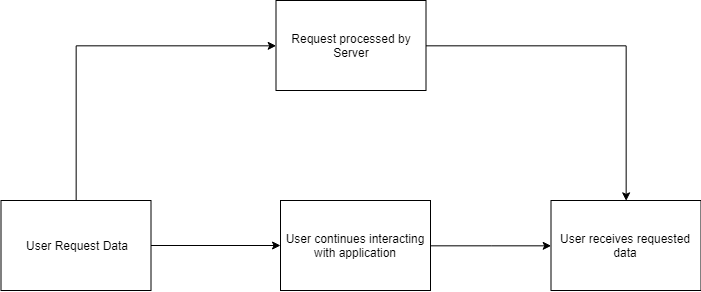 Request processed by
Server
User Request Data
User continues interacting
with application
User receives requested
data